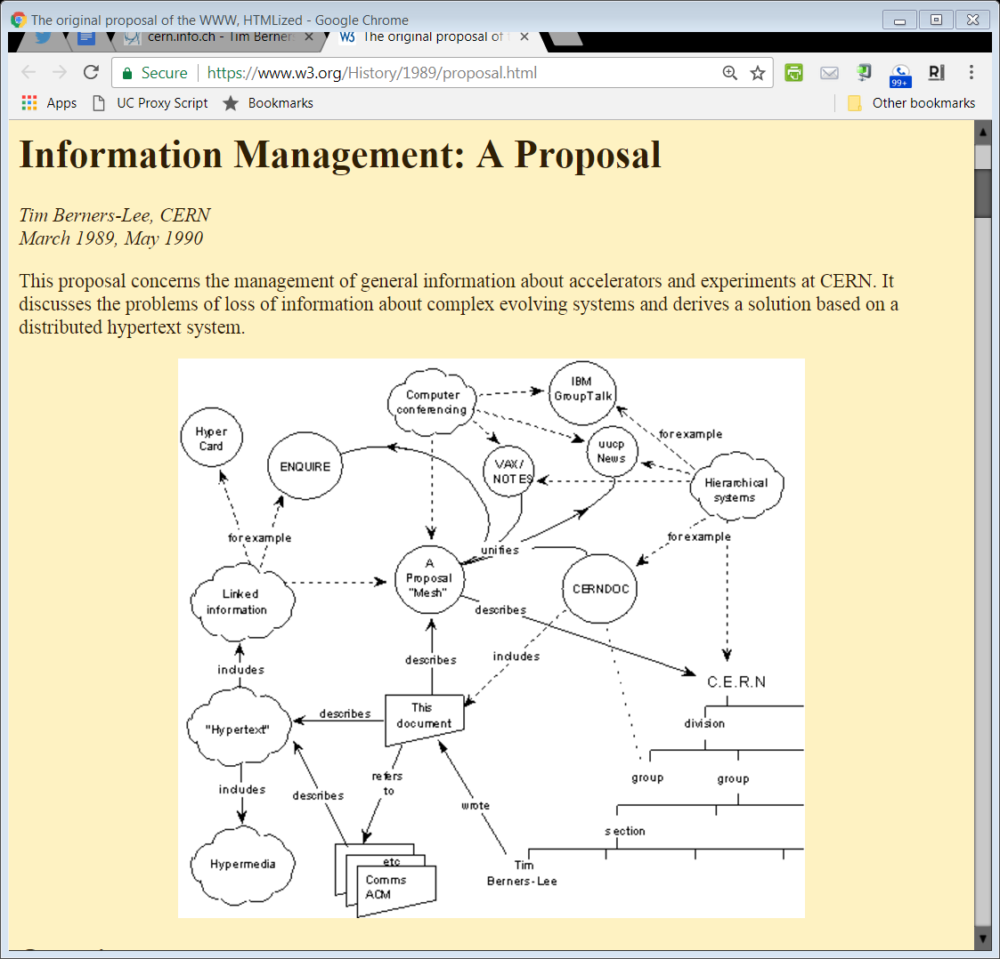 The original proposal of the WWW, HTMLized - Google Chrome
cern.info.ch - Tim Berners
The original proposal of t
Secure https://www.w3.org/History/1989/proposal.html
99+
Apps UC Proxy Script Bookmarks Other bookmarks
Information Management: A Proposal
Tim Berners-Lee, CERN
March 1989, May 1990
This proposal concerns the management of general information about accelerators and experiments at CERN. It
discusses the problems of loss of information about complex evolving systems and derives a solution based on a
distributed hypertext system.
IBM
GroupTalk
Computer
conferencing
Hyper
Card
for example
uucp
News
ENQUIRE
VAX/
NOTES
Hierarchical
systems
for example
for example
unifies
A
Proposal
"Mesh"
CERNDOC
Linked
information
describes
includes
describes
includes
C.E.R.N
This
document
describes
"Hypertext"
division
refers
to
group
group
includes
describes
wrote
section
Hypermedia
etc
Tim
Berners-Lee
Comms
ACM